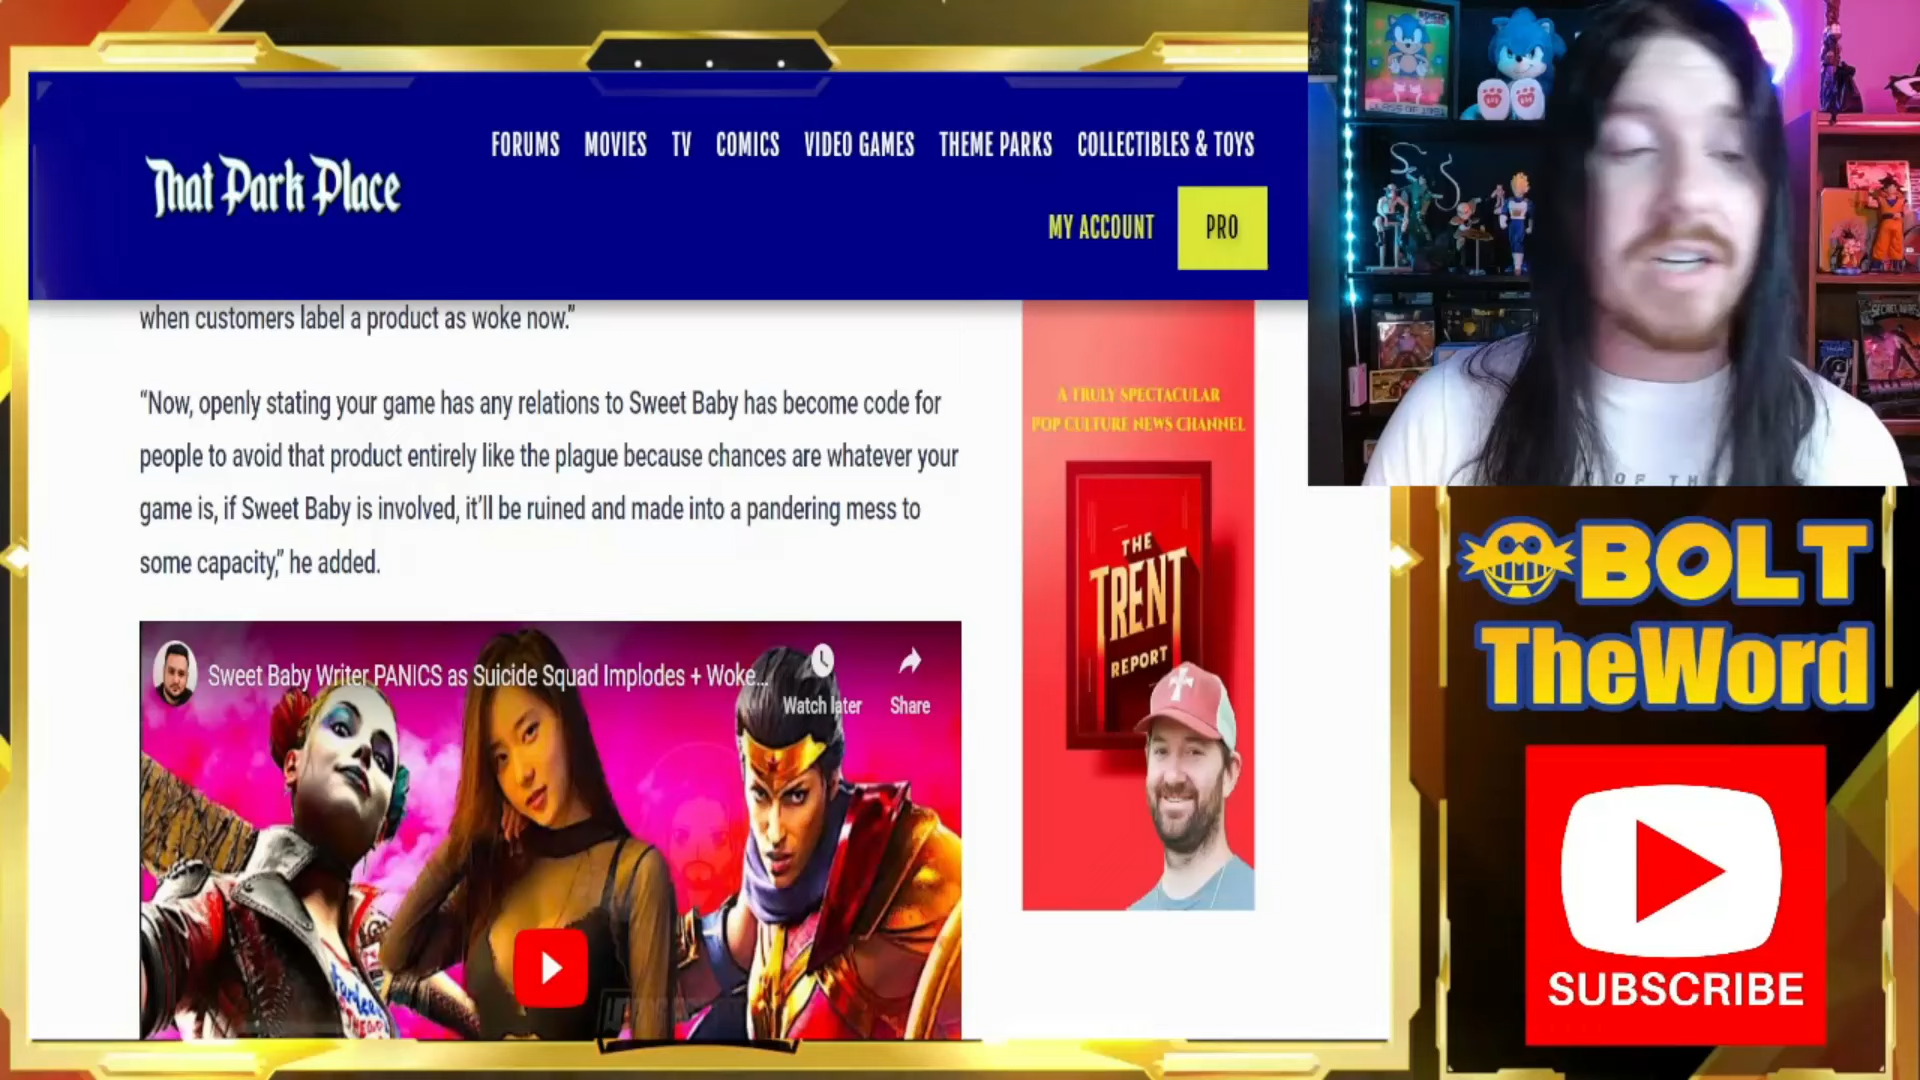 That Park Place
FORUMS MOVIES TV COMICS VIDEO GAMES THEME PARKS COLLECTIBLES & TOYS
MY ACCOUNT PRO
when customers label a product as woke now.”
“Now, openly stating your game has any relations to Sweet Baby has become code for
people to avoid that product entirely like the plague because chances are whatever your
game is, if Sweet Baby is involved, it’ll be ruined and made into a pandering mess to
some capacity,” he added.
Sweet Baby Writer PANICS as Suicide Squad Implodes + Woke...
Watch later
Share
A TRULY SPECTACULAR
POP CULTURE NEWS CHANNEL
THE
TRENT
REPORT
OF TH
BOLT
TheWord
SUBSCRIBE